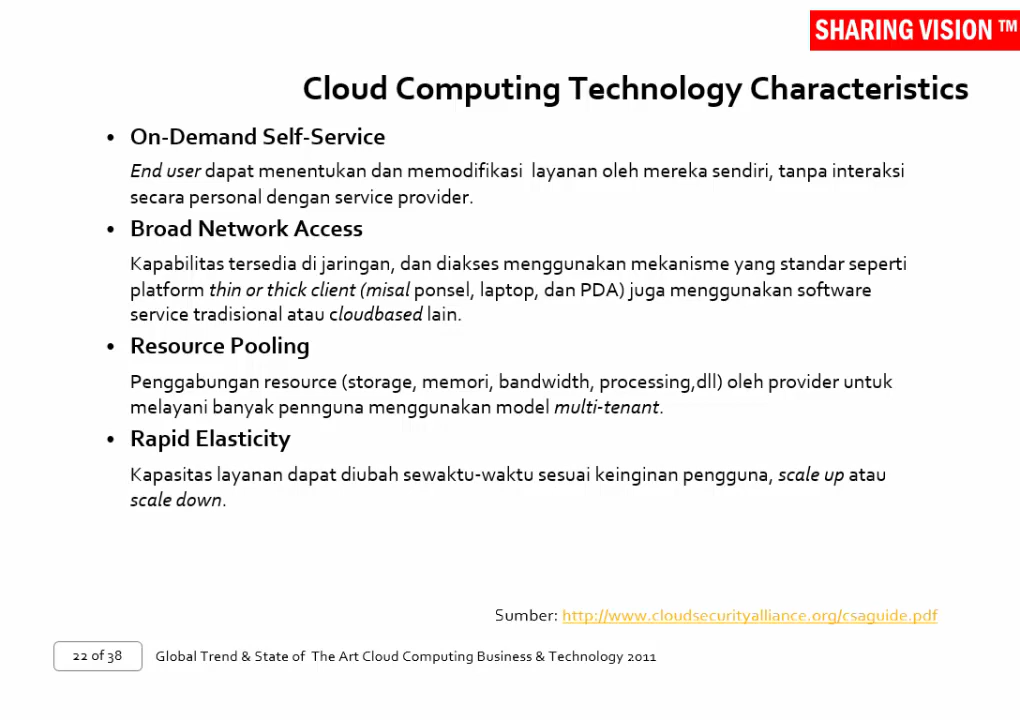 SHARING VISION ™
Cloud Computing Technology Characteristics
• On-Demand Self-Service
End user dapat menentukan dan memodifikasi layanan oleh mereka sendiri, tanpa interaksi
secara personal dengan service provider.
• Broad Network Access
Kapabilitas tersedia di jaringan, dan diakses menggunakan mekanisme yang standar seperti
platform thin or thick client (misal ponsel, laptop, dan PDA) juga menggunakan software
service tradisional atau cloudbased lain.
• Resource Pooling
Penggabungan resource (storage, memori, bandwidth, processing,dll) oleh provider untuk
melayani banyak pennguna menggunakan model multi-tenant.
• Rapid Elasticity
Kapasitas layanan dapat diubah sewaktu-waktu sesuai keinginan pengguna, scale up atau
scale down.
Sumber: http://www.cloudsecurityalliance.org/csaguide.pdf
22 of 38 Global Trend & State of The Art Cloud Computing Business & Technology 2011